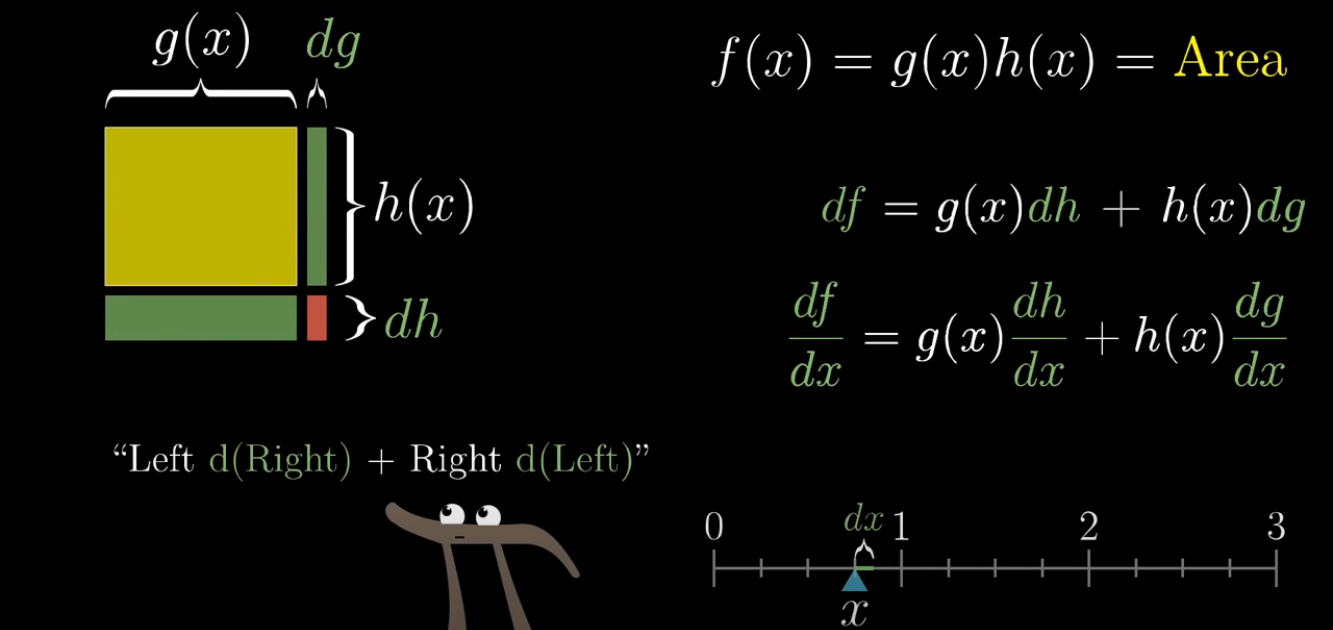 g(x) dg
h(x)
dh
f(x) = g(x)h(x) = Area
df = g(x)dh + h(x)dg
df/dx = g(x) dh/dx + h(x) dg/dx
“Left d(Right) + Right d(Left)”
dx
0 1 2 3
x